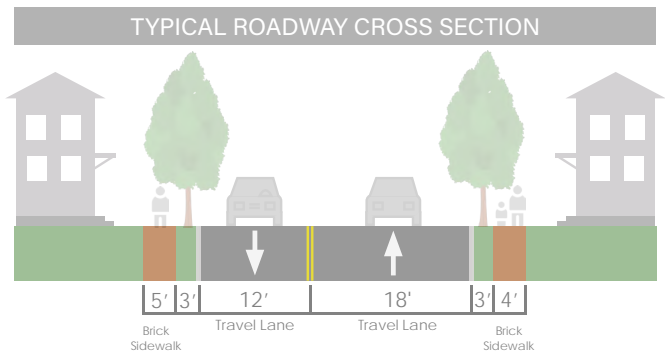 TYPICAL ROADWAY CROSS SECTION
5′ 3′ 12′ 18' 3′ 4′
Travel Lane Travel Lane
Brick Brick
Sidewalk Sidewalk